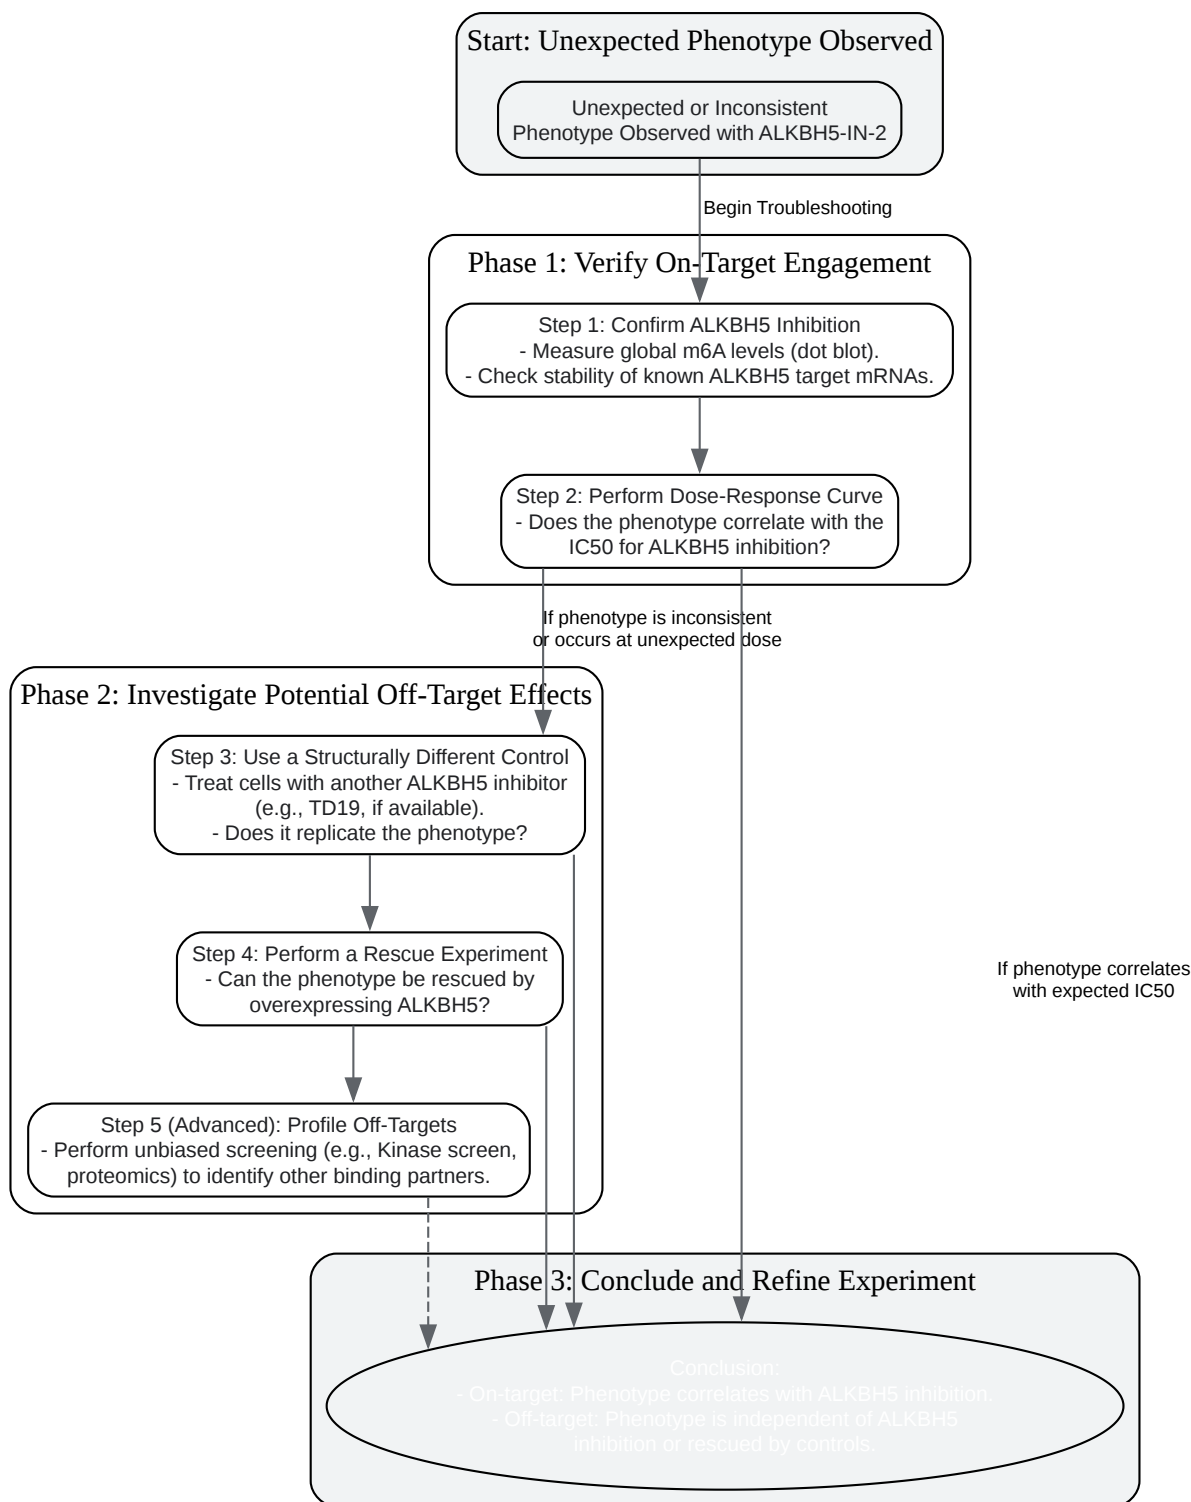 Start: Unexpected Phenotype Observed
Unexpected or Inconsistent
Phenotype Observed with ALKBH5-IN-2
Begin Troubleshooting
Phase 1: Verify On-Target Engagement
Step 1: Confirm ALKBH5 Inhibition
- Measure global m6A levels (dot blot).
- Check stability of known ALKBH5 target mRNAs.
Step 2: Perform Dose-Response Curve
- Does the phenotype correlate with the
IC50 for ALKBH5 inhibition?
If phenotype is inconsistent
or occurs at unexpected dose
Phase 2: Investigate Potential Off-Target Effects
Step 3: Use a Structurally Different Control
- Treat cells with another ALKBH5 inhibitor
(e.g., TD19, if available).
- Does it replicate the phenotype?
Step 4: Perform a Rescue Experiment
- Can the phenotype be rescued by
overexpressing ALKBH5?
If phenotype correlates
with expected IC50
Step 5 (Advanced): Profile Off-Targets
- Perform unbiased screening (e.g., Kinase screen,
proteomics) to identify other binding partners.
Phase 3: Conclude and Refine Experiment
Conclusion:
- On-target: Phenotype correlates with ALKBH5 inhibition.
- Off-target: Phenotype is independent of ALKBH5
inhibition or rescued by controls.